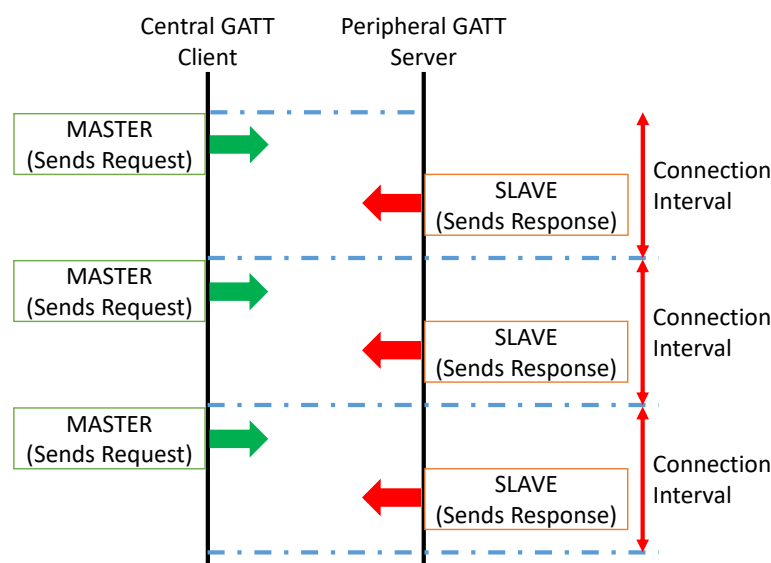 Central GATT
Client
Peripheral GATT
Server
MASTER
(Sends Request)
SLAVE
(Sends Response)
Connection
Interval
MASTER
(Sends Request)
SLAVE
(Sends Response)
Connection
Interval
MASTER
(Sends Request)
SLAVE
(Sends Response)
Connection
Interval